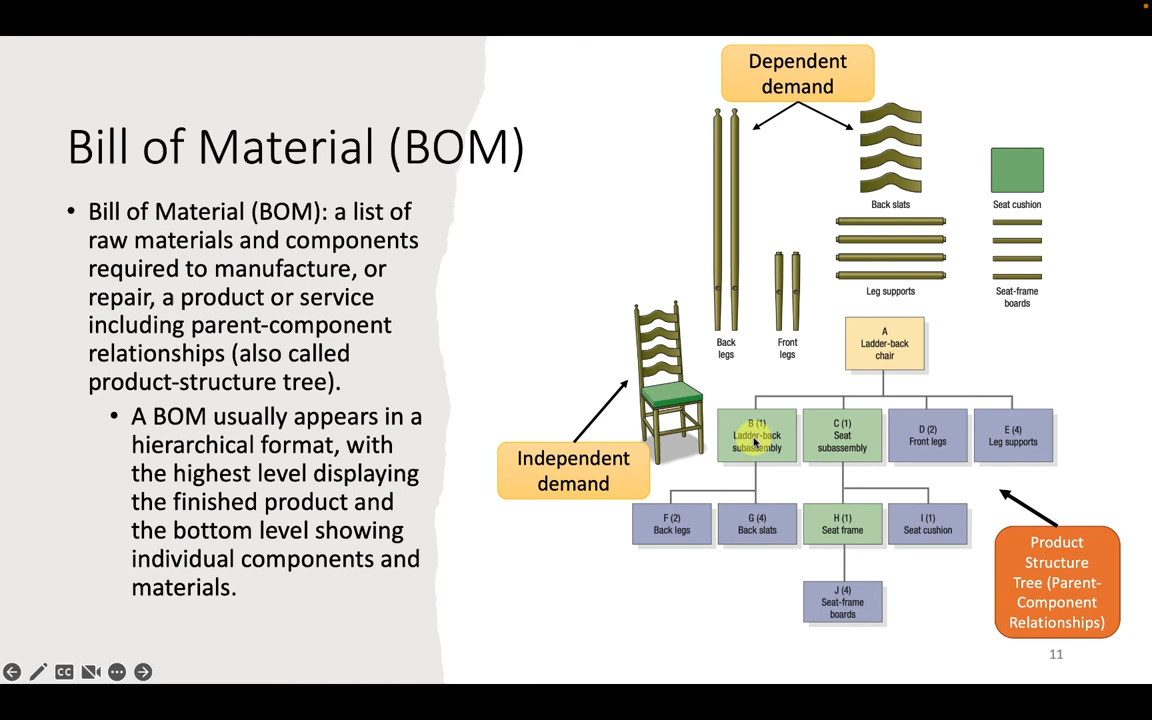 Bill of Material (BOM)
• Bill of Material (BOM): a list of
raw materials and components
required to manufacture, or
repair, a product or service
including parent-component
relationships (also called
product-structure tree).
• A BOM usually appears in a
hierarchical format, with
the highest level displaying
the finished product and
the bottom level showing
individual components and
materials.
Dependent
demand
Back slats
Seat cushion
Leg supports
Seat-frame
boards
Back
legs
Front
legs
Independent
demand
A
Ladder-back
chair
B (1)
Ladder-back
subassembly
C (1)
Seat
subassembly
D (2)
Front legs
E (4)
Leg supports
F (2)
Back legs
G (4)
Back slats
H (1)
Seat frame
I (1)
Seat cushion
J (4)
Seat-frame
boards
Product
Structure
Tree (Parent-
Component
Relationships)
11
CC